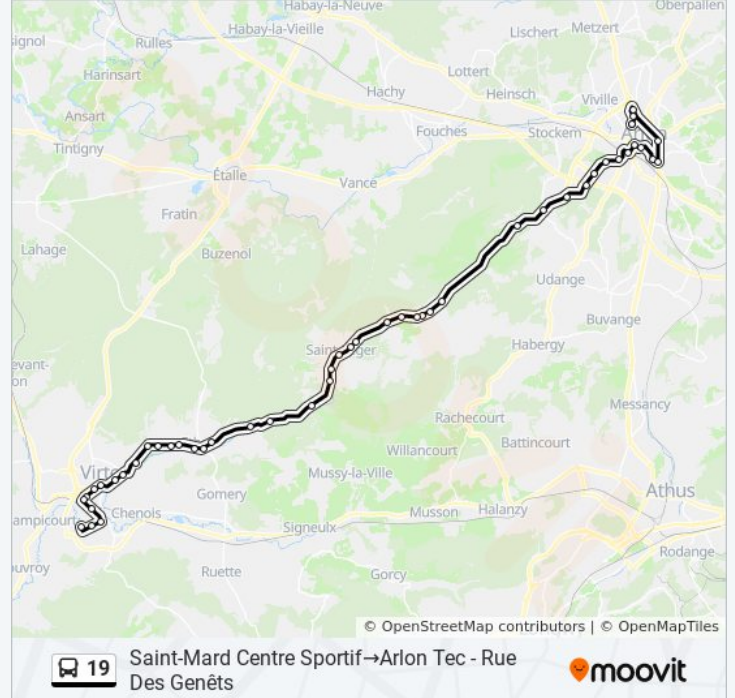 Habay-la-Neuve
Oberpallen
Habay-la-Vieille
Rulles
Lischert
Metzert
Harinsart
Lottert
Hachy
Heinsch
Viville
Ansart
Fouches
Stockem
Tintigny
Étalle
Vance
Fratin
Lahage
Buzenol
Udange
Buvange
Habergy
Messancy
Rachecourt
Battincourt
Willancourt
Mussy-la-Ville
Athus
Gomery
Chenois
Musson
Halanzy
Signeulx
Rodange
Ruette
Gorcy
© OpenStreetMap contributors | © OpenMapTiles
19
Saint-Mard Centre Sportif→Arlon Tec - Rue
Des Genêts
moovit